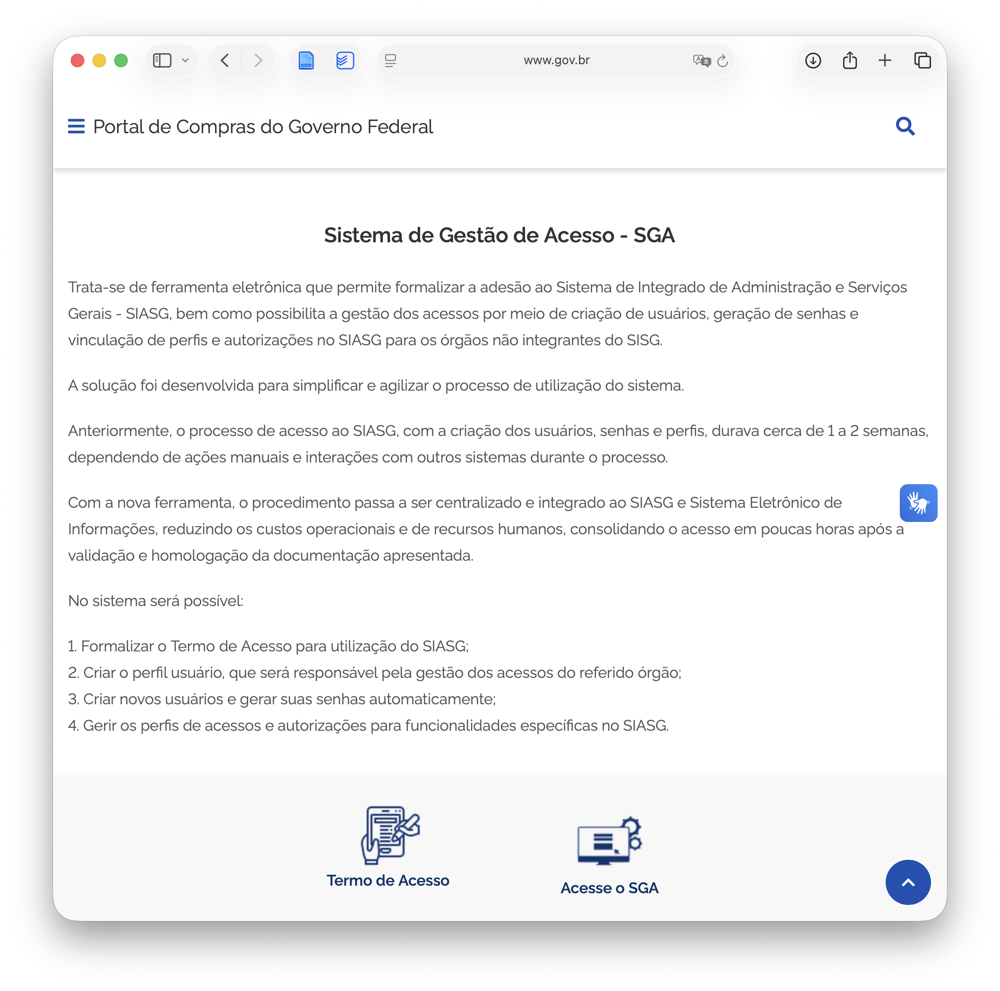 www.gov.br
Portal de Compras do Governo Federal
Sistema de Gestão de Acesso - SGA
Trata-se de ferramenta eletrônica que permite formalizar a adesão ao Sistema de Integrado de Administração e Serviços
Gerais - SIASG, bem como possibilita a gestão dos acessos por meio de criação de usuários, geração de senhas e
vinculação de perfis e autorizações no SIASG para os órgãos não integrantes do SISG.
A solução foi desenvolvida para simplificar e agilizar o processo de utilização do sistema.
Anteriormente, o processo de acesso ao SIASG, com a criação dos usuários, senhas e perfis, durava cerca de 1 a 2 semanas,
dependendo de ações manuais e interações com outros sistemas durante o processo.
Com a nova ferramenta, o procedimento passa a ser centralizado e integrado ao SIASG e Sistema Eletrônico de
Informações, reduzindo os custos operacionais e de recursos humanos, consolidando o acesso em poucas horas após a
validação e homologação da documentação apresentada.
No sistema será possível:
1. Formalizar o Termo de Acesso para utilização do SIASG;
2. Criar o perfil usuário, que será responsável pela gestão dos acessos do referido órgão;
3. Criar novos usuários e gerar suas senhas automaticamente;
4. Gerir os perfis de acessos e autorizações para funcionalidades específicas no SIASG.
Termo de Acesso
Acesse o SGA